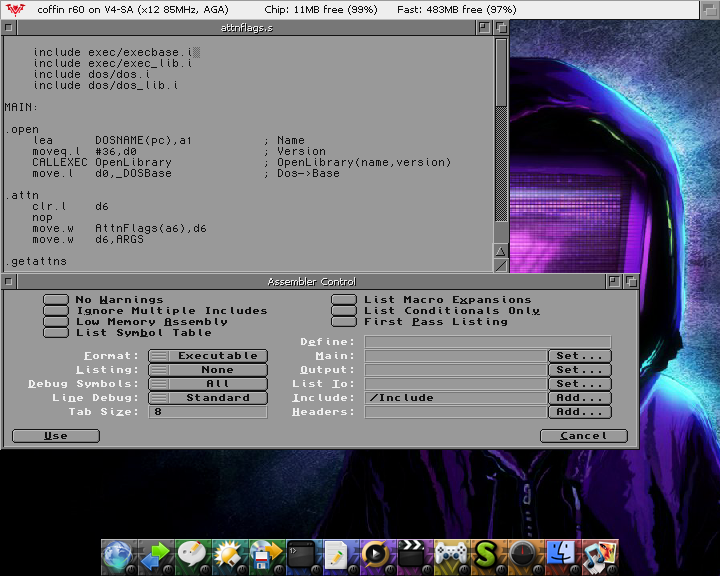 coffin r60 on V4-SA (x12 85MHz, AGA) Chip: 11MB free (99%) Fast: 483MB free (97%)
attnflags.s
include exec/execbase.i
include exec/exec_lib.i
include dos/dos.i
include dos/dos_lib.i
MAIN:
.open
lea DOSNAME(pc),a1 ; Name
moveq.l #36,d0 ; Version
CALLEXEC OpenLibrary ; OpenLibrary(name,version)
move.l d0,_DOSBase ; Dos->Base
.attn
clr.l d6
nop
move.w AttnFlags(a6),d6
move.w d6,ARGS
.getattns
Assembler Control
No Warnings
Ignore Multiple Includes
Low Memory Assembly
List Symbol Table
List Macro Expansions
List Conditionals Only
First Pass Listing
Format: Executable
Listing: None
Debug Symbols: All
Line Debug: Standard
Tab Size: 8
Define:
Main: Set...
Output: Set...
List To: Set...
Include: /Include Add...
Headers: Add...
Use
Cancel